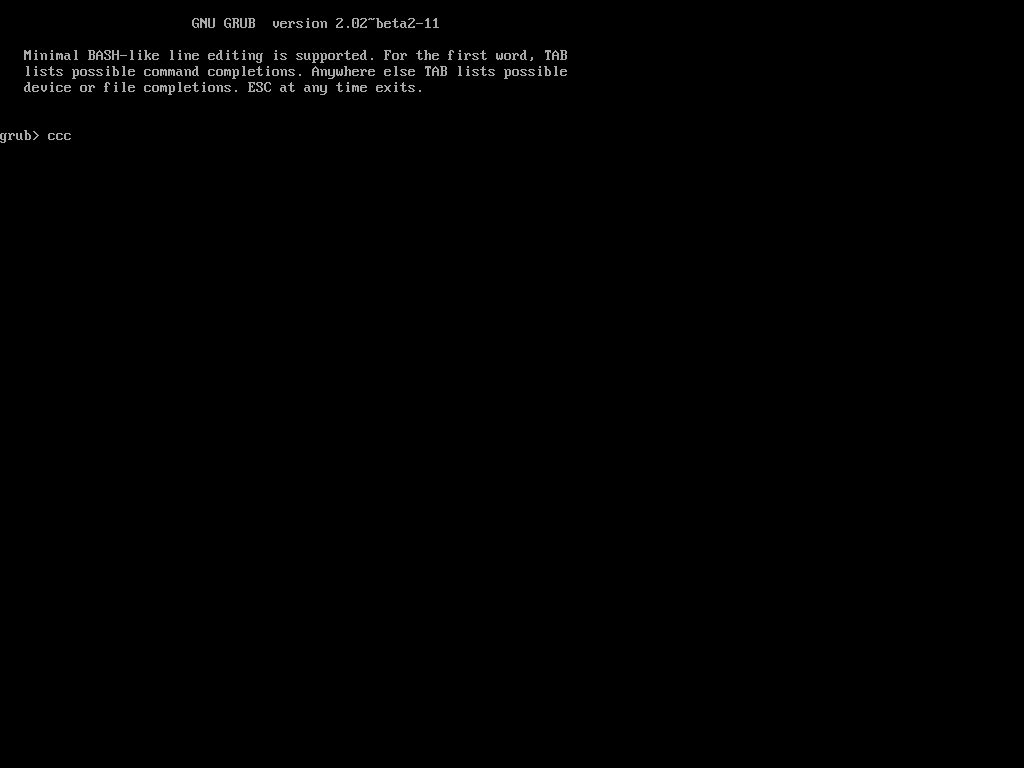 GNU GRUB  version 2.02~beta2-11
Minimal BASH-like line editing is supported. For the first word, TAB
lists possible command completions. Anywhere else TAB lists possible
device or file completions. ESC at any time exits.
grub> ccc